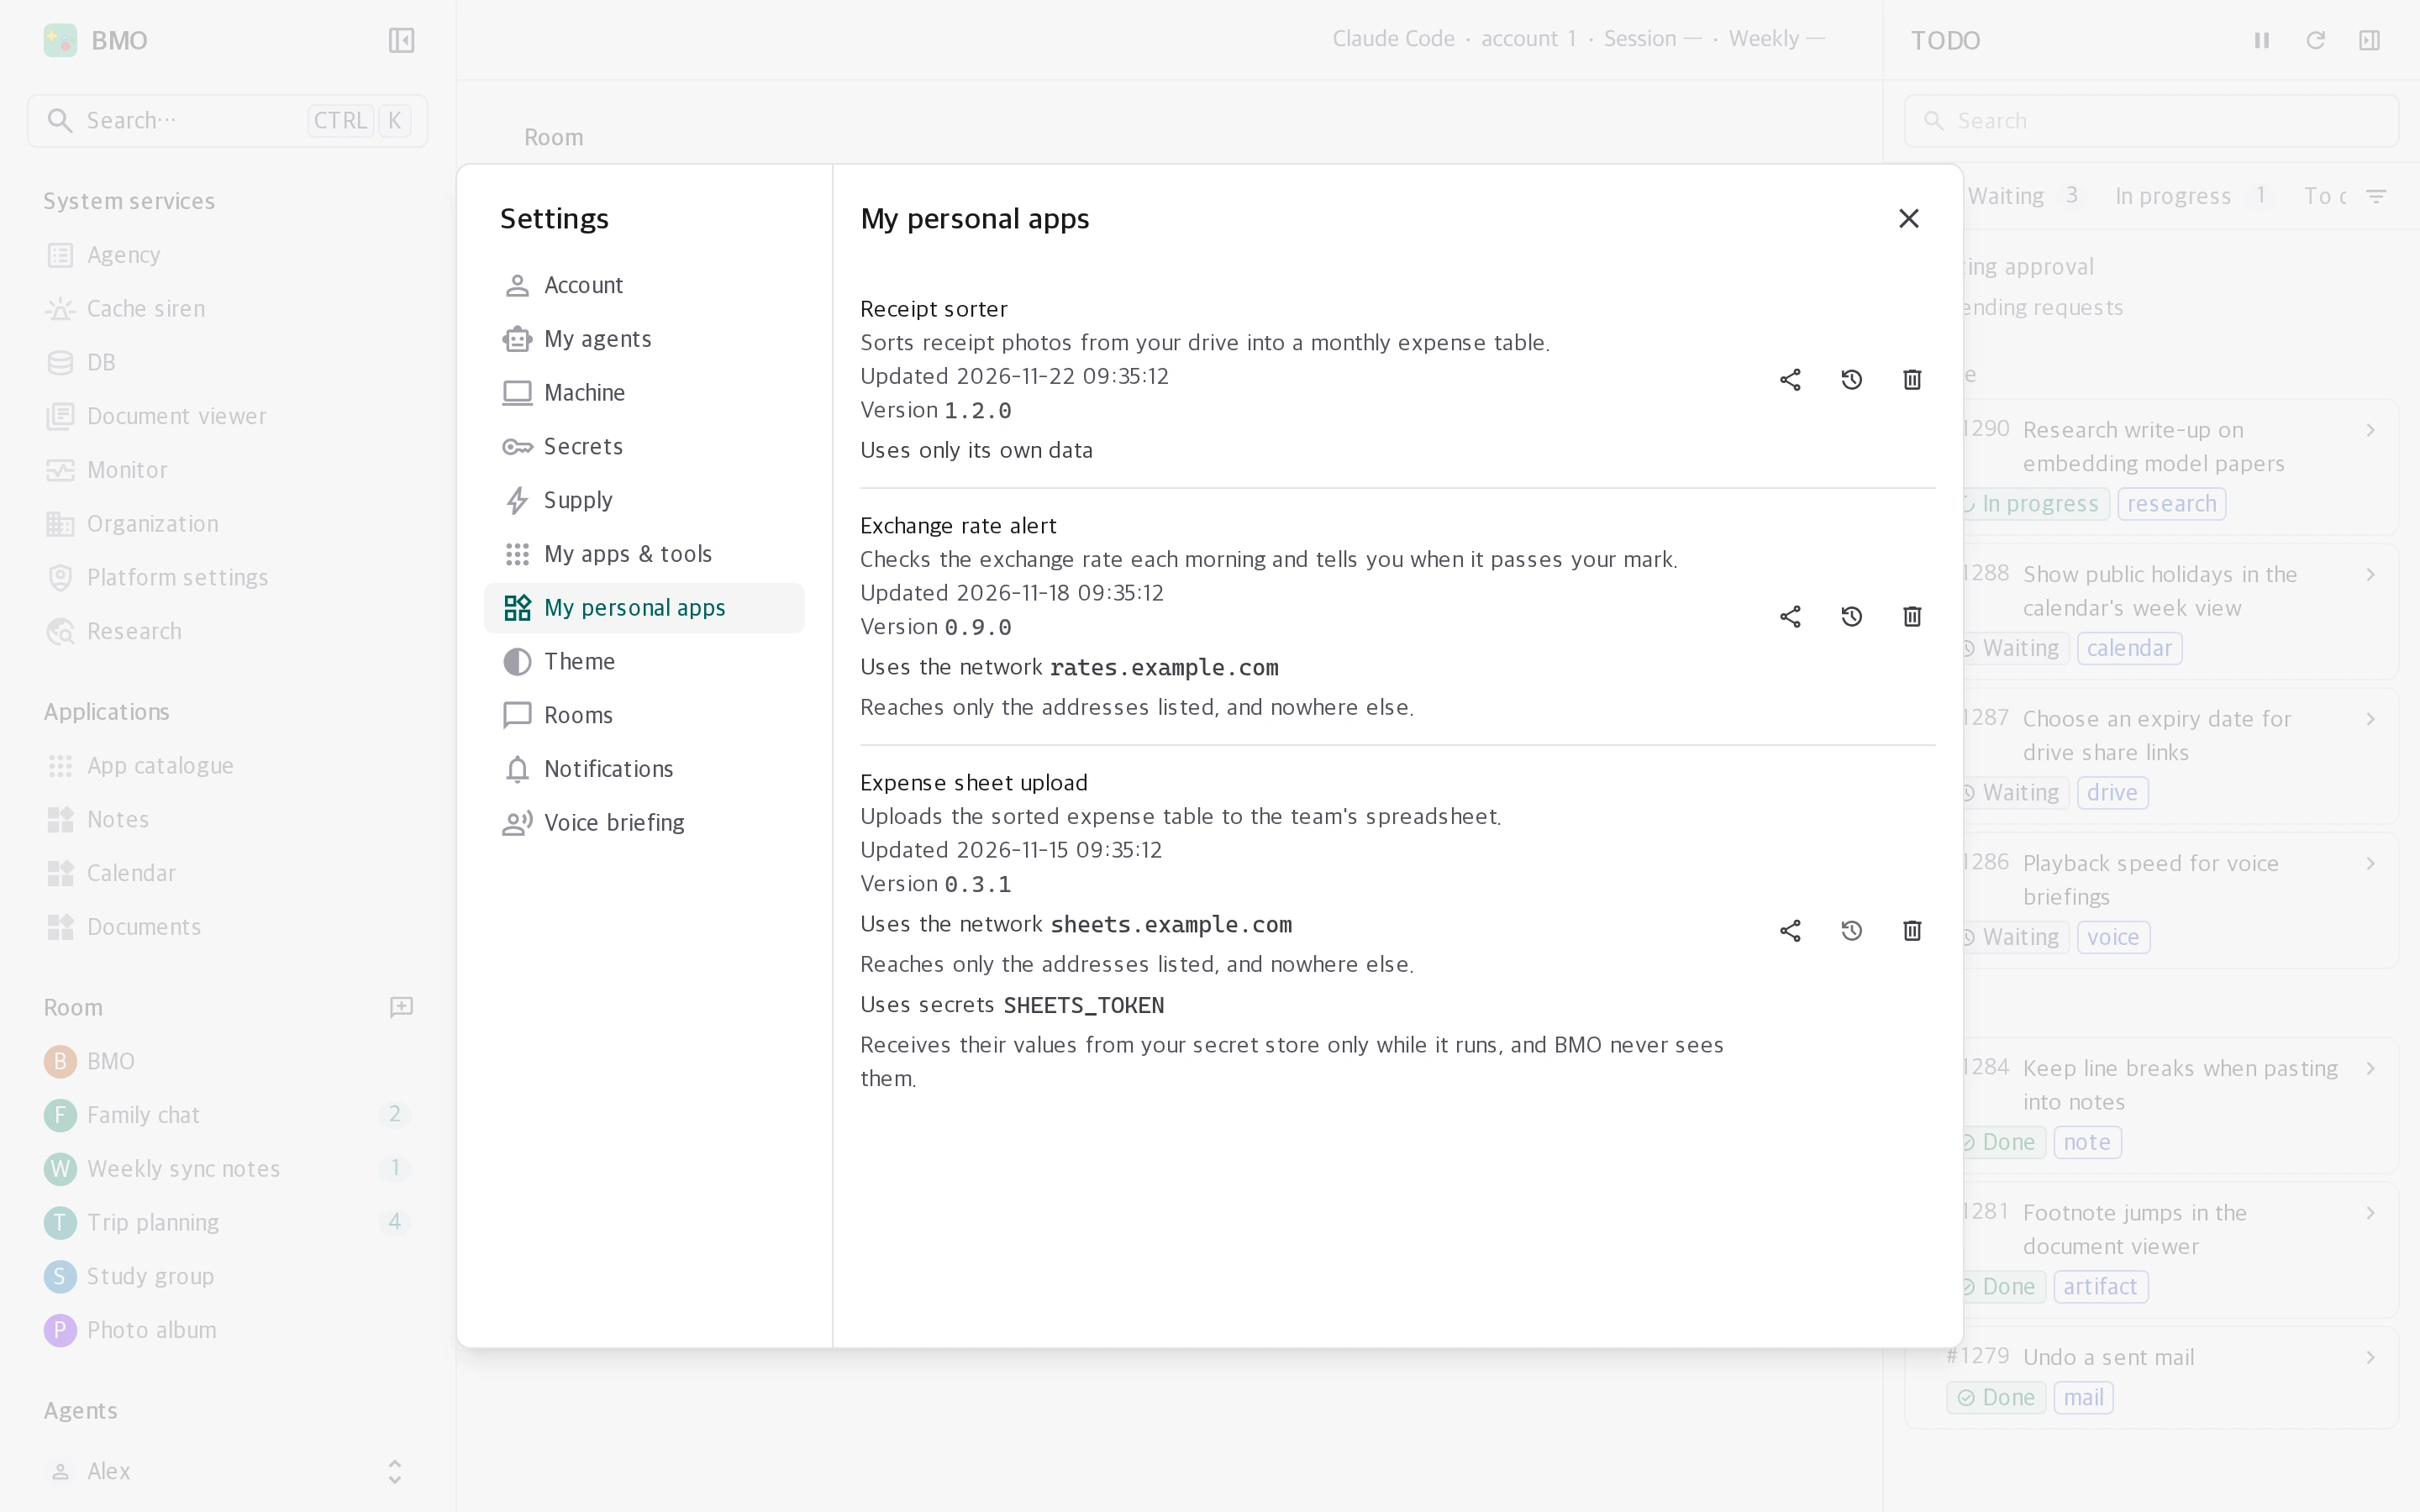 BMO
Search…
CTRL K
System services
Agency
Cache siren
DB
Document viewer
Monitor
Organization
Platform settings
Research
Applications
App catalogue
Notes
Calendar
Documents
Room
B BMO
F Family chat 2
W Weekly sync notes 1
T Trip planning 4
S Study group
P Photo album
Agents
Alex
Claude Code · account 1 · Session — · Weekly —
Room
Settings
Account
My agents
Machine
Secrets
Supply
My apps & tools
My personal apps
Theme
Rooms
Notifications
Voice briefing
My personal apps
Receipt sorter
Sorts receipt photos from your drive into a monthly expense table.
Updated 2026-11-22 09:35:12
Version 1.2.0
Uses only its own data
Exchange rate alert
Checks the exchange rate each morning and tells you when it passes your mark.
Updated 2026-11-18 09:35:12
Version 0.9.0
Uses the network rates.example.com
Reaches only the addresses listed, and nowhere else.
Expense sheet upload
Uploads the sorted expense table to the team's spreadsheet.
Updated 2026-11-15 09:35:12
Version 0.3.1
Uses the network sheets.example.com
Reaches only the addresses listed, and nowhere else.
Uses secrets SHEETS_TOKEN
Receives their values from your secret store only while it runs, and BMO never sees
them.
TODO
Search
Waiting 3 In progress 1 To
approval
requests
1290 Research write-up on
embedding model papers
In progress research
1288 Show public holidays in the
calendar's week view
Waiting calendar
1287 Choose an expiry date for
drive share links
Waiting drive
1286 Playback speed for voice
briefings
Waiting voice
1284 Keep line breaks when pasting
into notes
Done note
1281 Footnote jumps in the
document viewer
Done artifact
#1279 Undo a sent mail
Done mail